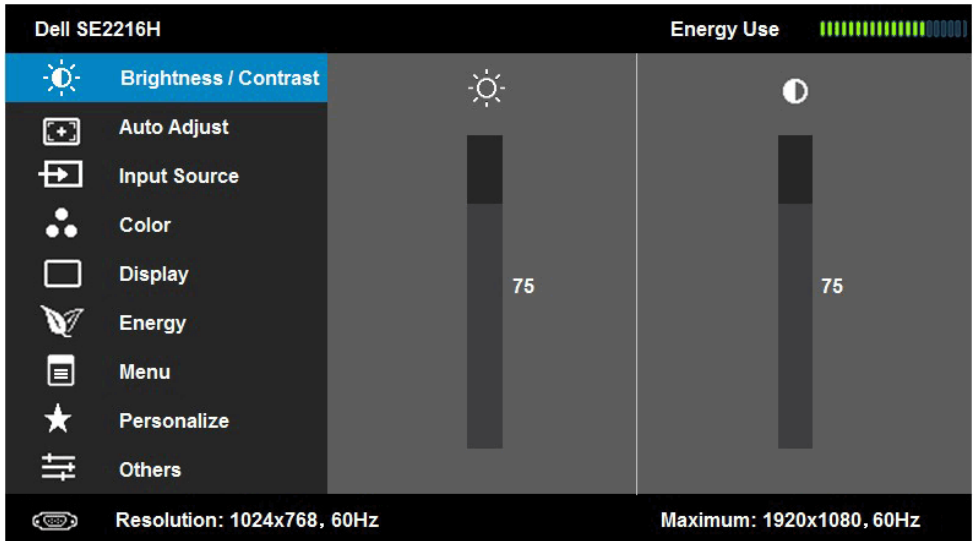 Dell SE2216H Energy Use
Brightness / Contrast
Auto Adjust
Input Source
Color
Display
75 75
Energy
Menu
Personalize
Others
Resolution: 1024x768, 60Hz Maximum: 1920x1080, 60Hz